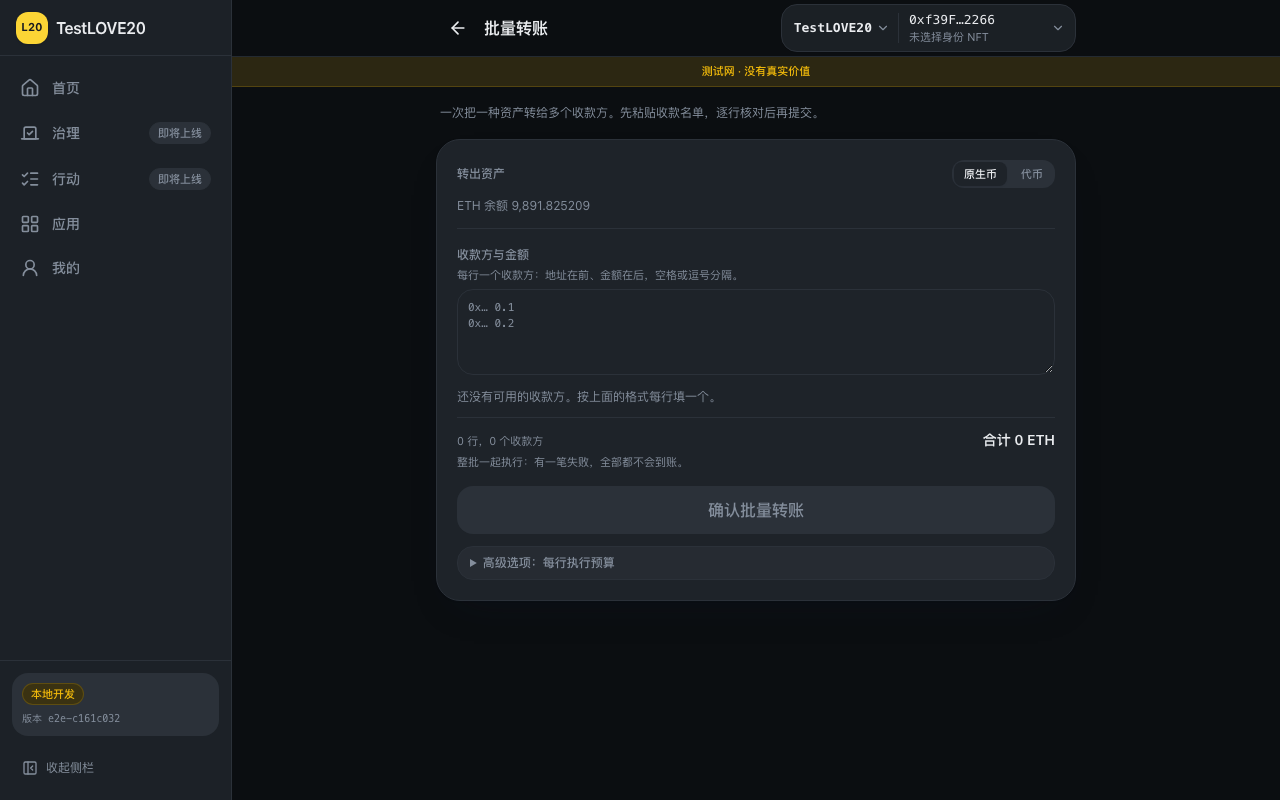 L20 TestLOVE20
首页
治理 即将上线
行动 即将上线
应用
我的
本地开发
版本 e2e-c161c032
收起侧栏
批量转账
TestLOVE20
0xf39F…2266
未选择身份 NFT
测试网 · 没有真实价值
一次把一种资产转给多个收款方。先粘贴收款名单，逐行核对后再提交。
转出资产 原生币 代币
ETH 余额 9,891.825209
收款方与金额
每行一个收款方：地址在前、金额在后，空格或逗号分隔。
0x… 0.1
0x… 0.2
还没有可用的收款方。按上面的格式每行填一个。
0 行，0 个收款方 合计 0 ETH
整批一起执行：有一笔失败，全部都不会到账。
确认批量转账
高级选项：每行执行预算